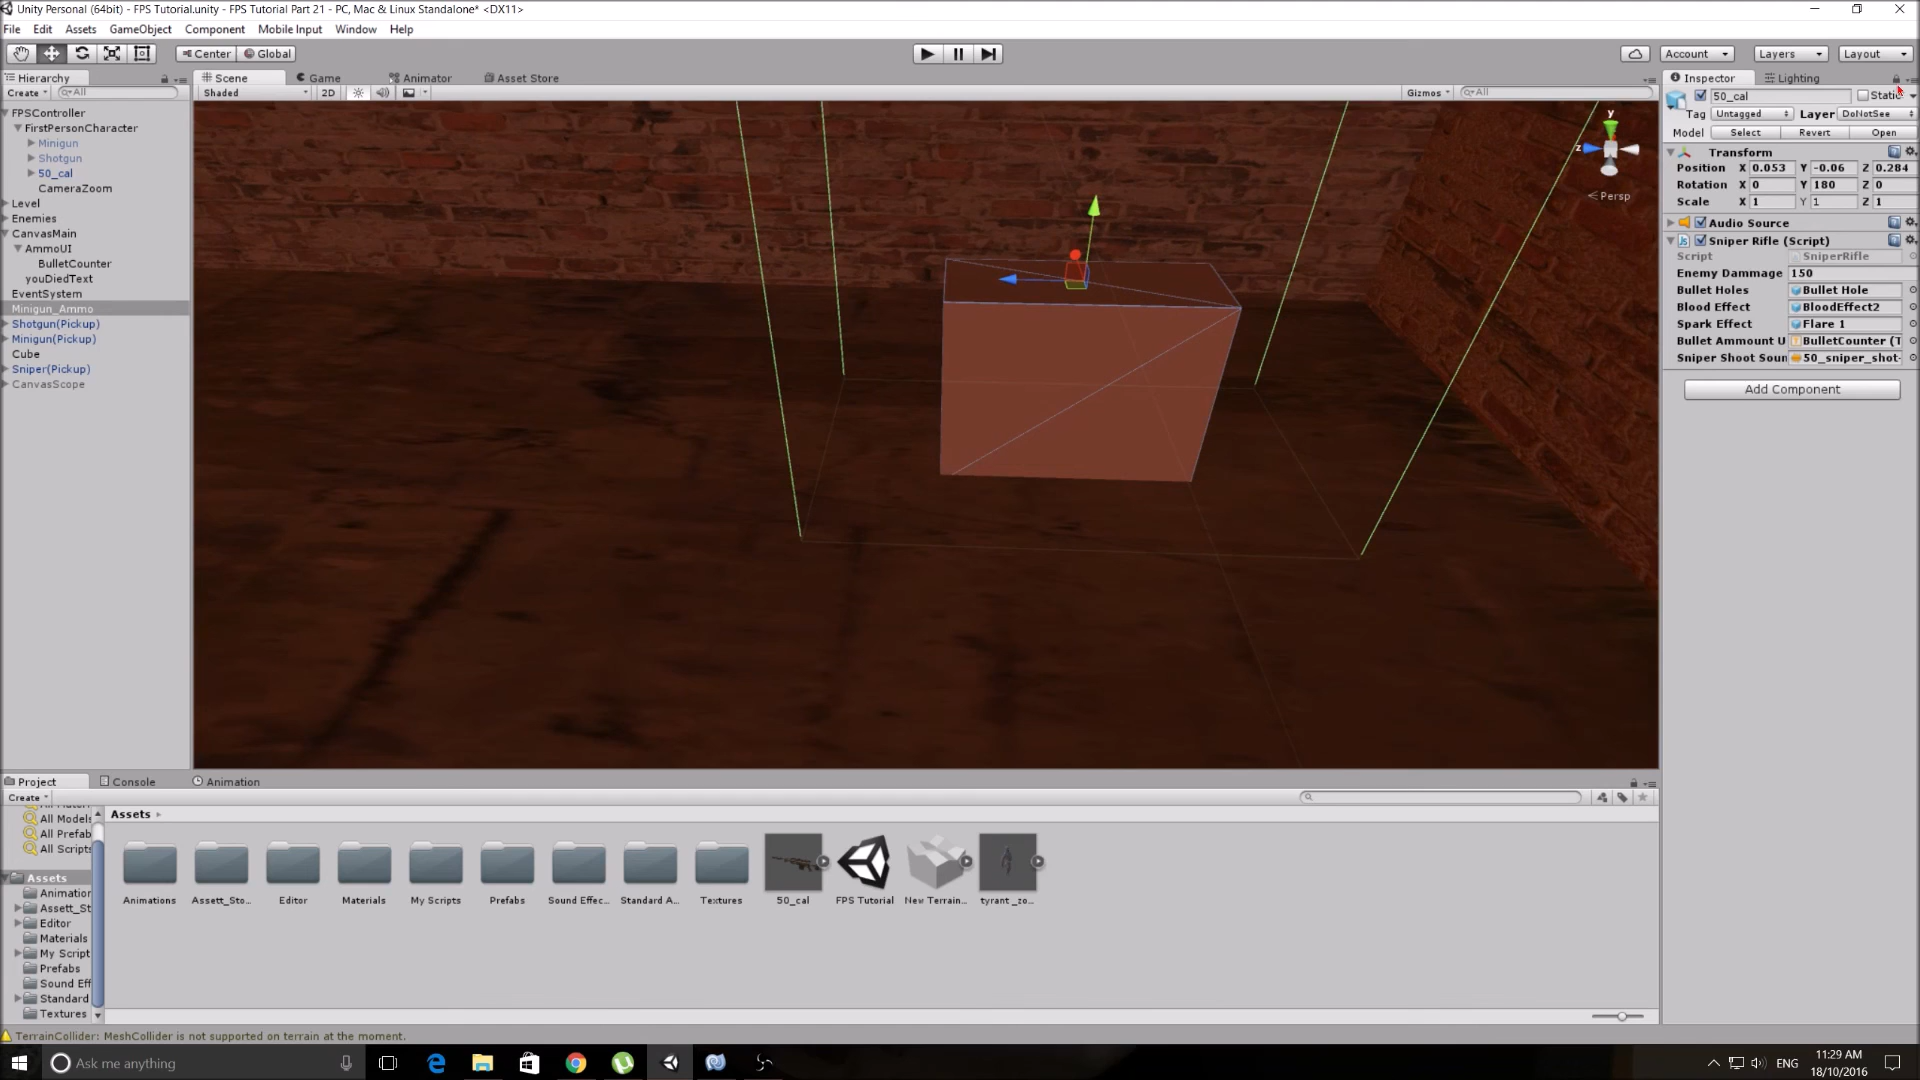 Unity Personal (64bit) - FPS Tutorial.unity - FPS Tutorial Part 21 - PC, Mac & Linux Standalone* <DX11>
File Edit Assets GameObject Component Mobile Input Window Help
Center Global Account Layers Layout
Hierarchy Scene Game Animator Asset Store Inspector Lighting
Create All Shaded 2D Gizmos All
50_cal Static
Tag Untagged Layer DoNotSee
Model Select Revert Open
Transform
Position X 0.053 Y -0.06 Z 0.284
Rotation X 0 Y 180 Z 0
Scale X 1 Y 1 Z 1
Audio Source
Sniper Rifle (Script)
Script SniperRifle
Enemy Dammage 150
Bullet Holes Bullet Hole
Blood Effect BloodEffect2
Spark Effect Flare 1
Bullet Ammount U BulletCounter (T
Sniper Shoot Soun 50_sniper_shot-
Add Component
FPSController
FirstPersonCharacter
Minigun
Shotgun
50_cal
CameraZoom
Level
Enemies
CanvasMain
AmmoUI
BulletCounter
youDiedText
EventSystem
Minigun_Ammo
Shotgun(Pickup)
Minigun(Pickup)
Cube
Sniper(Pickup)
CanvasScope
y
z
Persp
Project Console Animation
Create
All Models
All Prefab
All Scripts
Assets
Animation
Assett_St
Editor
Materials
My Script
Prefabs
Sound Eff
Standard
Textures
Assets
Animations Assett_Sto... Editor Materials My Scripts Prefabs Sound Effec... Standard A... Textures 50_cal FPS Tutorial New Terrain... tyrant _zo...
TerrainCollider: MeshCollider is not supported on terrain at the moment.
Ask me anything
ENG
11:29 AM
18/10/2016